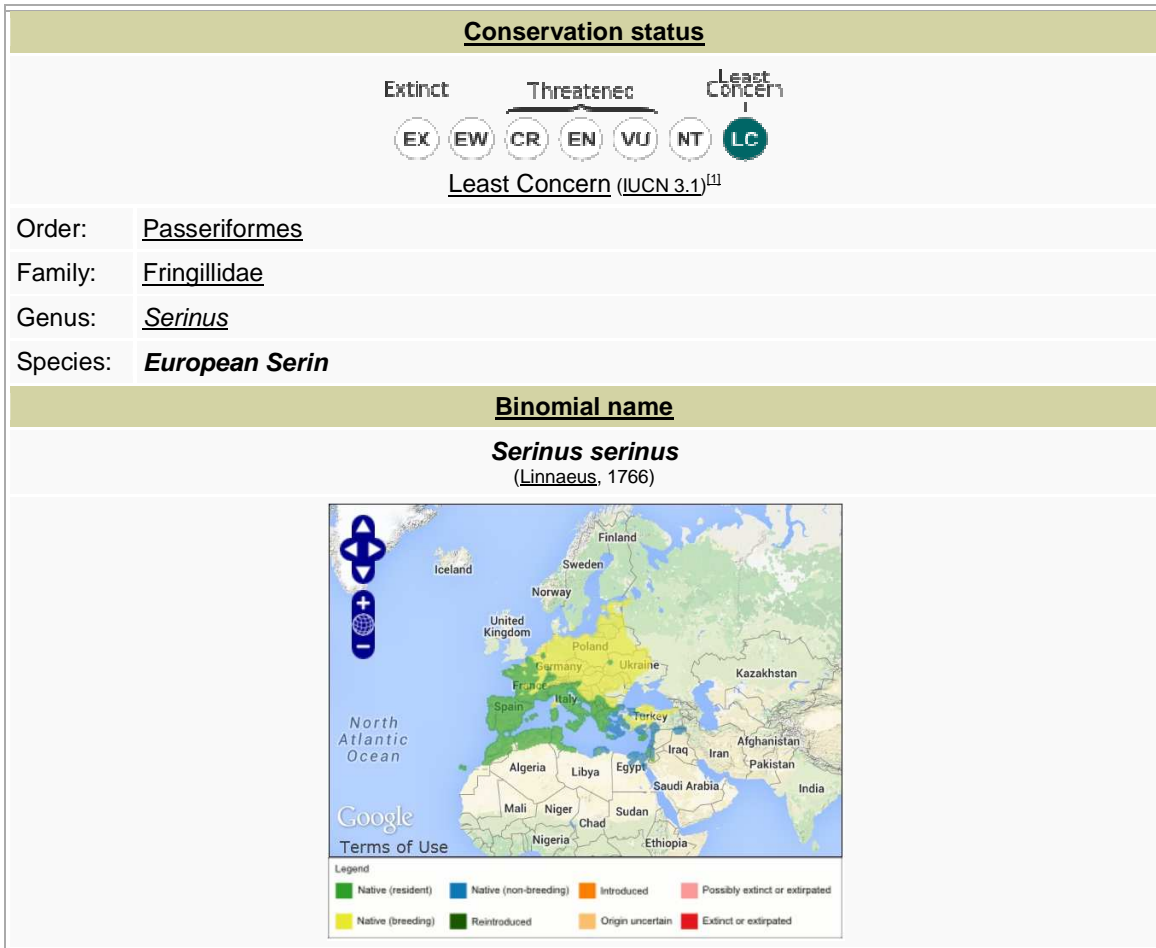 Conservation status
Extinct Threatened Least Concern
EX EW CR EN VU NT LC
Least Concern (IUCN 3.1)[1]
Order: Passeriformes
Family: Fringillidae
Genus: Serinus
Species: European Serin
Binomial name
Serinus serinus
(Linnaeus, 1766)
Finland
Iceland
Sweden
Norway
United
Kingdom
Poland
Germany Ukraine
Kazakhstan
France
Italy
Spain
Turkey
North
Atlantic
Ocean
Afghanistan
Iraq Iran
Pakistan
Algeria Libya Egypt
Saudi Arabia
India
Mali Niger Sudan
Chad
Google
Nigeria Ethiopia
Terms of Use
Legend
Native (resident) Native (non-breeding) Introduced Possibly extinct or extirpated
Native (breeding) Reintroduced Origin uncertain Extinct or extirpated